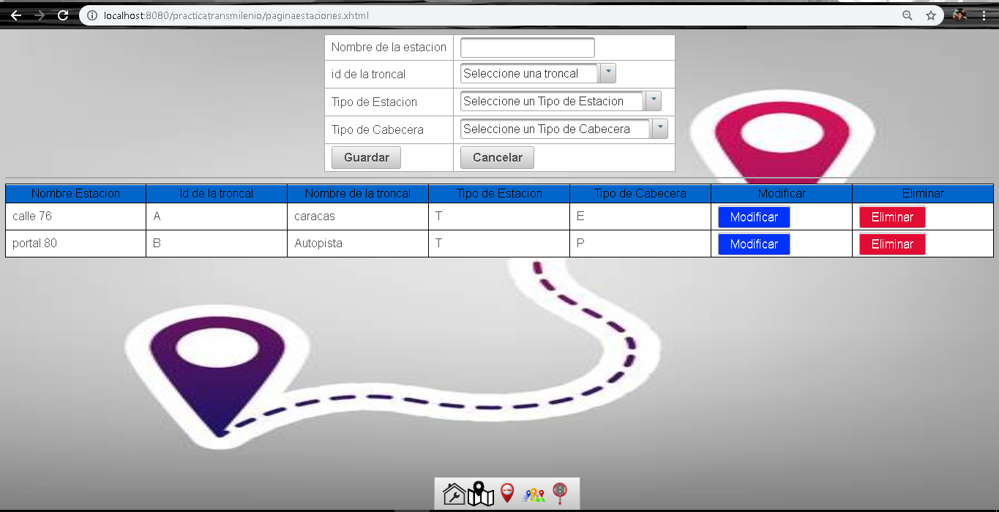 localhost:8080/practicatransmilenio/paginaestaciones.xhtml
Nombre de la estacion
id de la troncal Seleccione una troncal
Tipo de Estacion Seleccione un Tipo de Estacion
Tipo de Cabecera Seleccione un Tipo de Cabecera
Guardar Cancelar
Nombre Estacion Id de la troncal Nombre de la troncal Tipo de Estacion Tipo de Cabecera Modificar Eliminar
calle 76 A caracas T E Modificar Eliminar
portal 80 B Autopista T P Modificar Eliminar